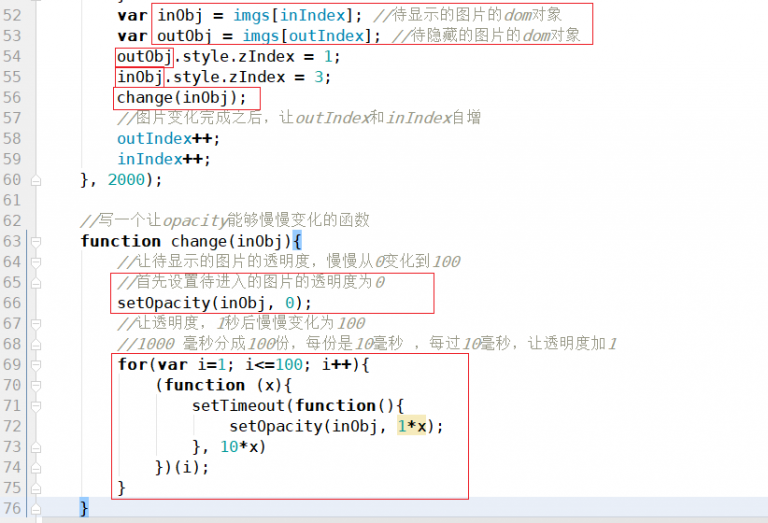 52 var inObj = imgs[inIndex]; //待显示的图片的dom对象
53 var outObj = imgs[outIndex]; //待隐藏的图片的dom对象
54 outObj.style.zIndex = 1;
55 inObj.style.zIndex = 3;
56 change(inObj);
57 //图片变化完成之后，让outIndex和inIndex自增
58 outIndex++;
59 inIndex++;
60 }, 2000);
61
62 //写一个让opacity能够慢慢变化的函数
63 function change(inObj){
64 //让待显示的图片的透明度，慢慢从0变化到100
65 //首先设置待进入的图片的透明度为0
66 setOpacity(inObj, 0);
67 //让透明度，1秒后慢慢变化为100
68 //1000 毫秒分成100份，每份是10毫秒 ，每过10毫秒，让透明度加1
69 for(var i=1; i<=100; i++){
70 (function (x){
71 setTimeout(function(){
72 setOpacity(inObj, 1*x);
73 }, 10*x)
74 })(i);
75 }
76 }